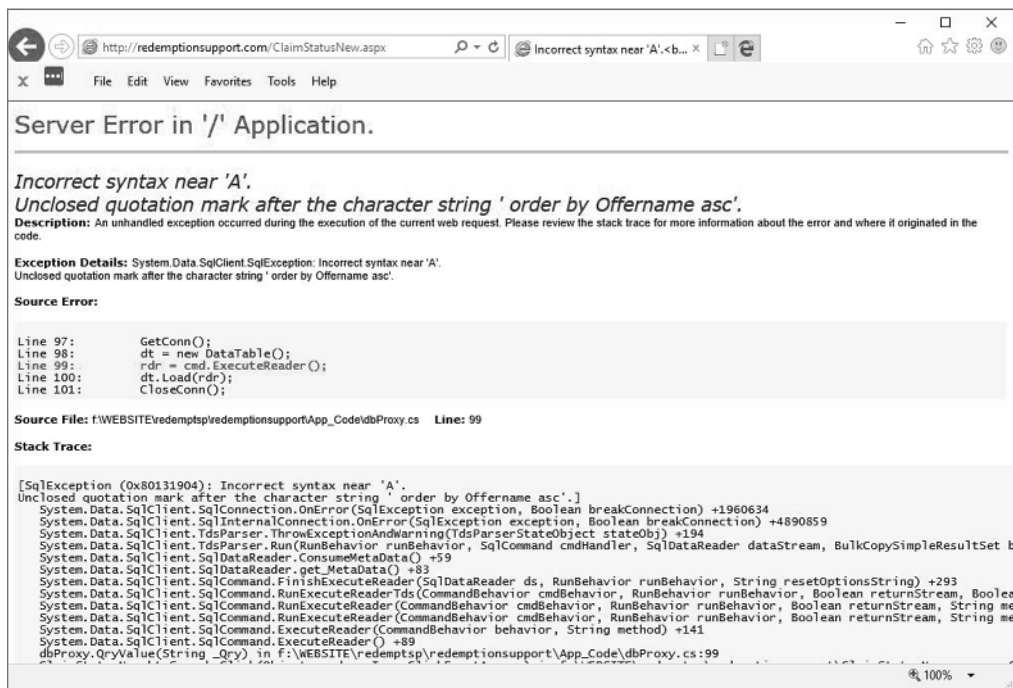 http://redemptionsupport.com/ClaimStatusNew.aspx
Incorrect syntax near 'A'.<b...
File Edit View Favorites Tools Help
Server Error in '/' Application.
Incorrect syntax near 'A'.
Unclosed quotation mark after the character string ' order by Offername asc'.
Description: An unhandled exception occurred during the execution of the current web request. Please review the stack trace for more information about the error and where it originated in the
code.
Exception Details: System.Data.SqlClient.SqlException: Incorrect syntax near 'A'.
Unclosed quotation mark after the character string ' order by Offername asc'.
Source Error:
Line 97: GetConn();
Line 98: dt = new DataTable();
Line 99: rdr = cmd.ExecuteReader();
Line 100: dt.Load(rdr);
Line 101: CloseConn();
Source File: f:\WEBSITE\redemptsp\redemptionsupport\App_Code\dbProxy.cs Line: 99
Stack Trace:
[SqlException (0x80131904): Incorrect syntax near 'A'.
Unclosed quotation mark after the character string ' order by Offername asc'.]
System.Data.SqlClient.SqlConnection.OnError(SqlException exception, Boolean breakConnection) +1960634
System.Data.SqlClient.SqlInternalConnection.OnError(SqlException exception, Boolean breakConnection) +4890859
System.Data.SqlClient.TdsParser.ThrowExceptionAndWarning(TdsParserStateObject stateObj) +194
System.Data.SqlClient.TdsParser.Run(RunBehavior runBehavior, SqlCommand cmdHandler, SqlDataReader dataStream, BulkCopySimpleResultSet b
System.Data.SqlClient.SqlDataReader.ConsumeMetaData() +59
System.Data.SqlClient.SqlDataReader.get_MetaData() +83
System.Data.SqlClient.SqlCommand.FinishExecuteReader(SqlDataReader ds, RunBehavior runBehavior, String resetOptionsString) +293
System.Data.SqlClient.SqlCommand.RunExecuteReaderTds(CommandBehavior cmdBehavior, RunBehavior runBehavior, Boolean returnStream, Boolea
System.Data.SqlClient.SqlCommand.RunExecuteReader(CommandBehavior cmdBehavior, RunBehavior runBehavior, Boolean returnStream, String me
System.Data.SqlClient.SqlCommand.RunExecuteReader(CommandBehavior cmdBehavior, RunBehavior runBehavior, Boolean returnStream, String me
System.Data.SqlClient.SqlCommand.ExecuteReader(CommandBehavior behavior, String method) +141
System.Data.SqlClient.SqlCommand.ExecuteReader() +89
dbProxy.QryValue(String _Qry) in f:\WEBSITE\redemptsp\redemptionsupport\App_Code\dbProxy.cs:99
100%